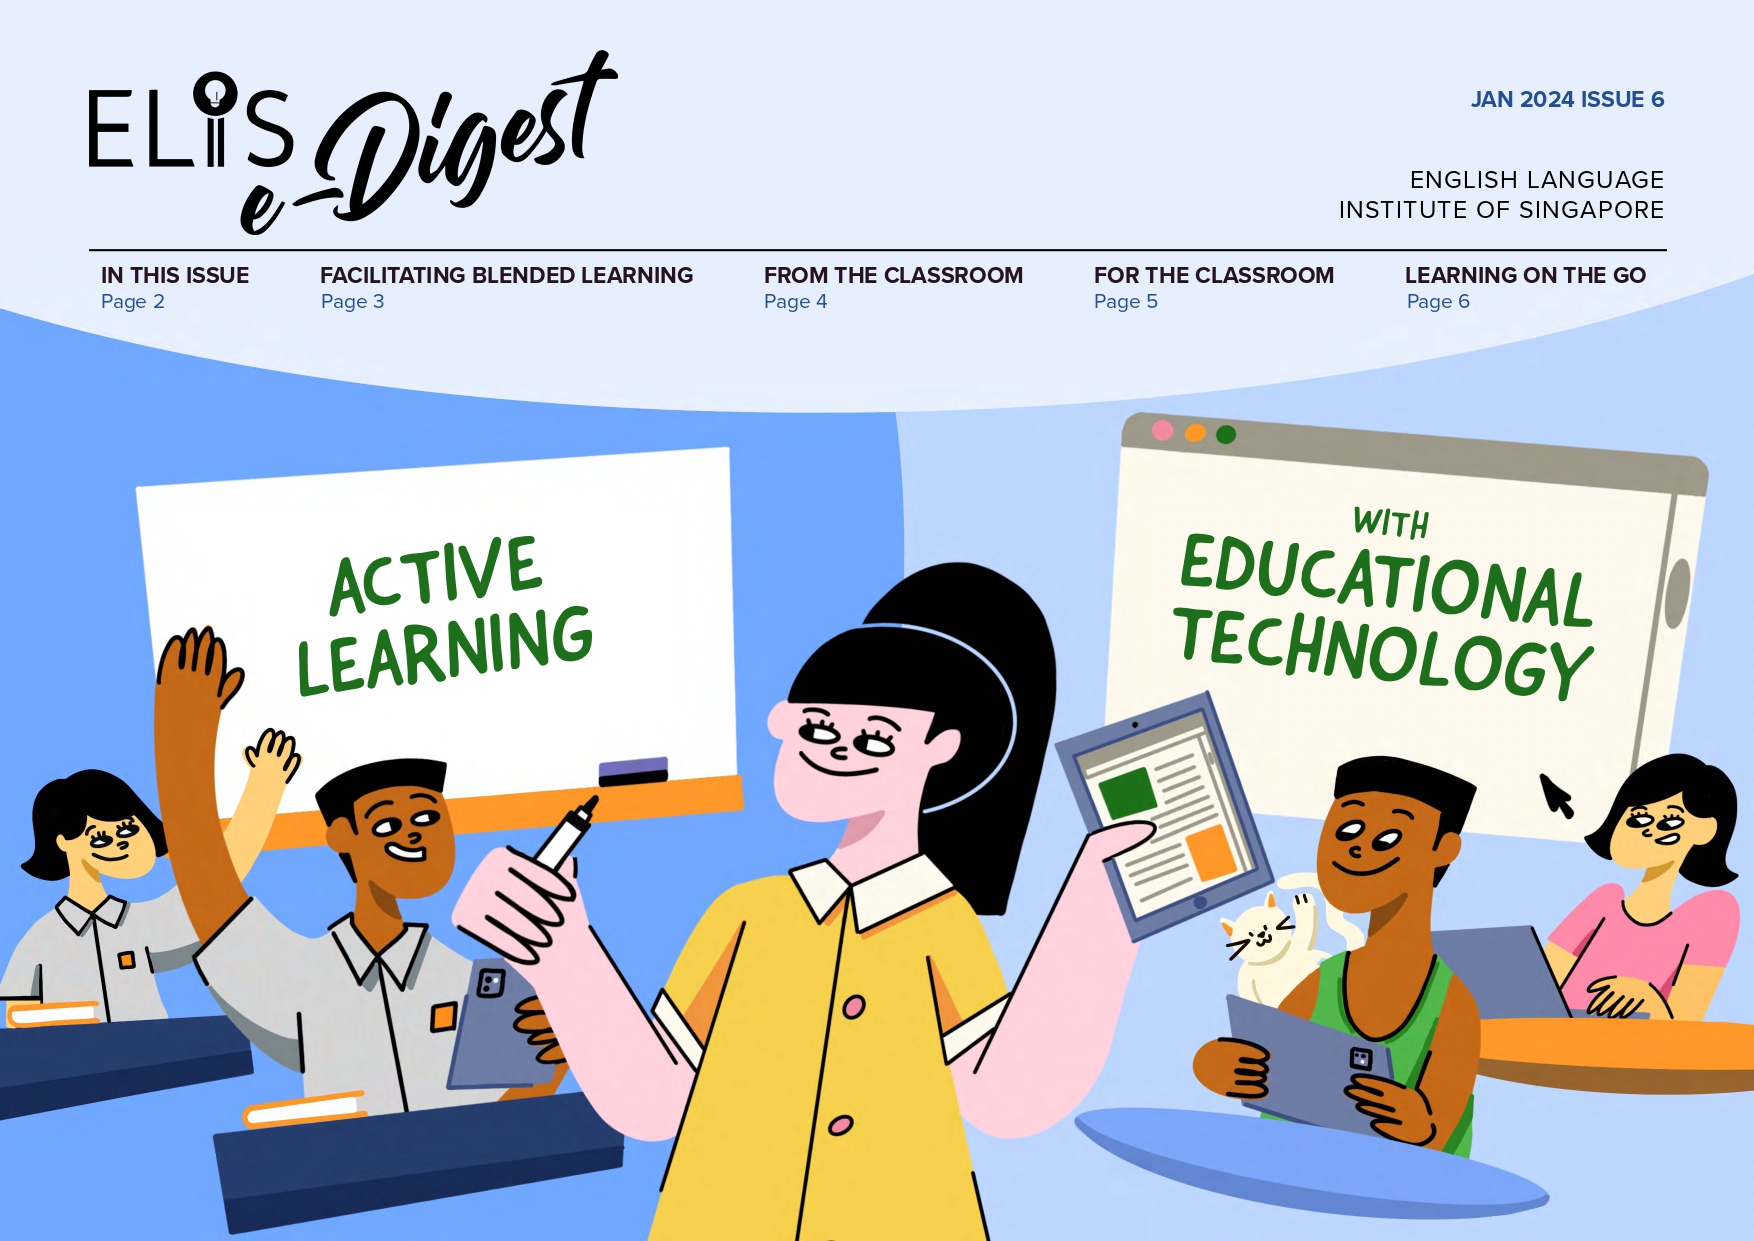 ELIS
e-Digest
JAN 2024 ISSUE 6
ENGLISH LANGUAGE
INSTITUTE OF SINGAPORE
IN THIS ISSUE
Page 2
FACILITATING BLENDED LEARNING
Page 3
FROM THE CLASSROOM
Page 4
FOR THE CLASSROOM
Page 5
LEARNING ON THE GO
Page 6
ACTIVE
LEARNING
WITH
EDUCATIONAL
TECHNOLOGY